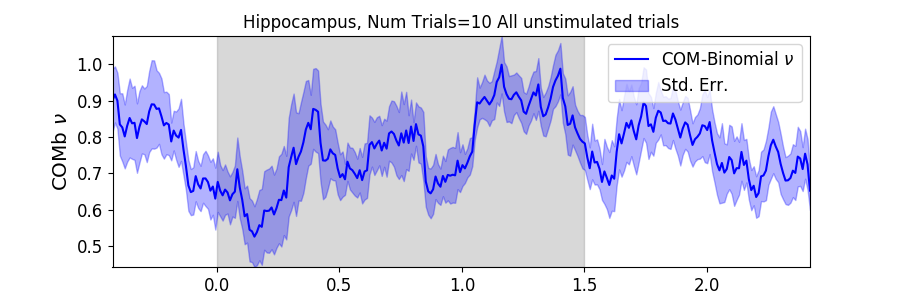 Hippocampus, Num Trials=10 All unstimulated trials
COMb ν
1.0
0.9
0.8
0.7
0.6
0.5
COM-Binomial ν
Std. Err.
0.0 0.5 1.0 1.5 2.0